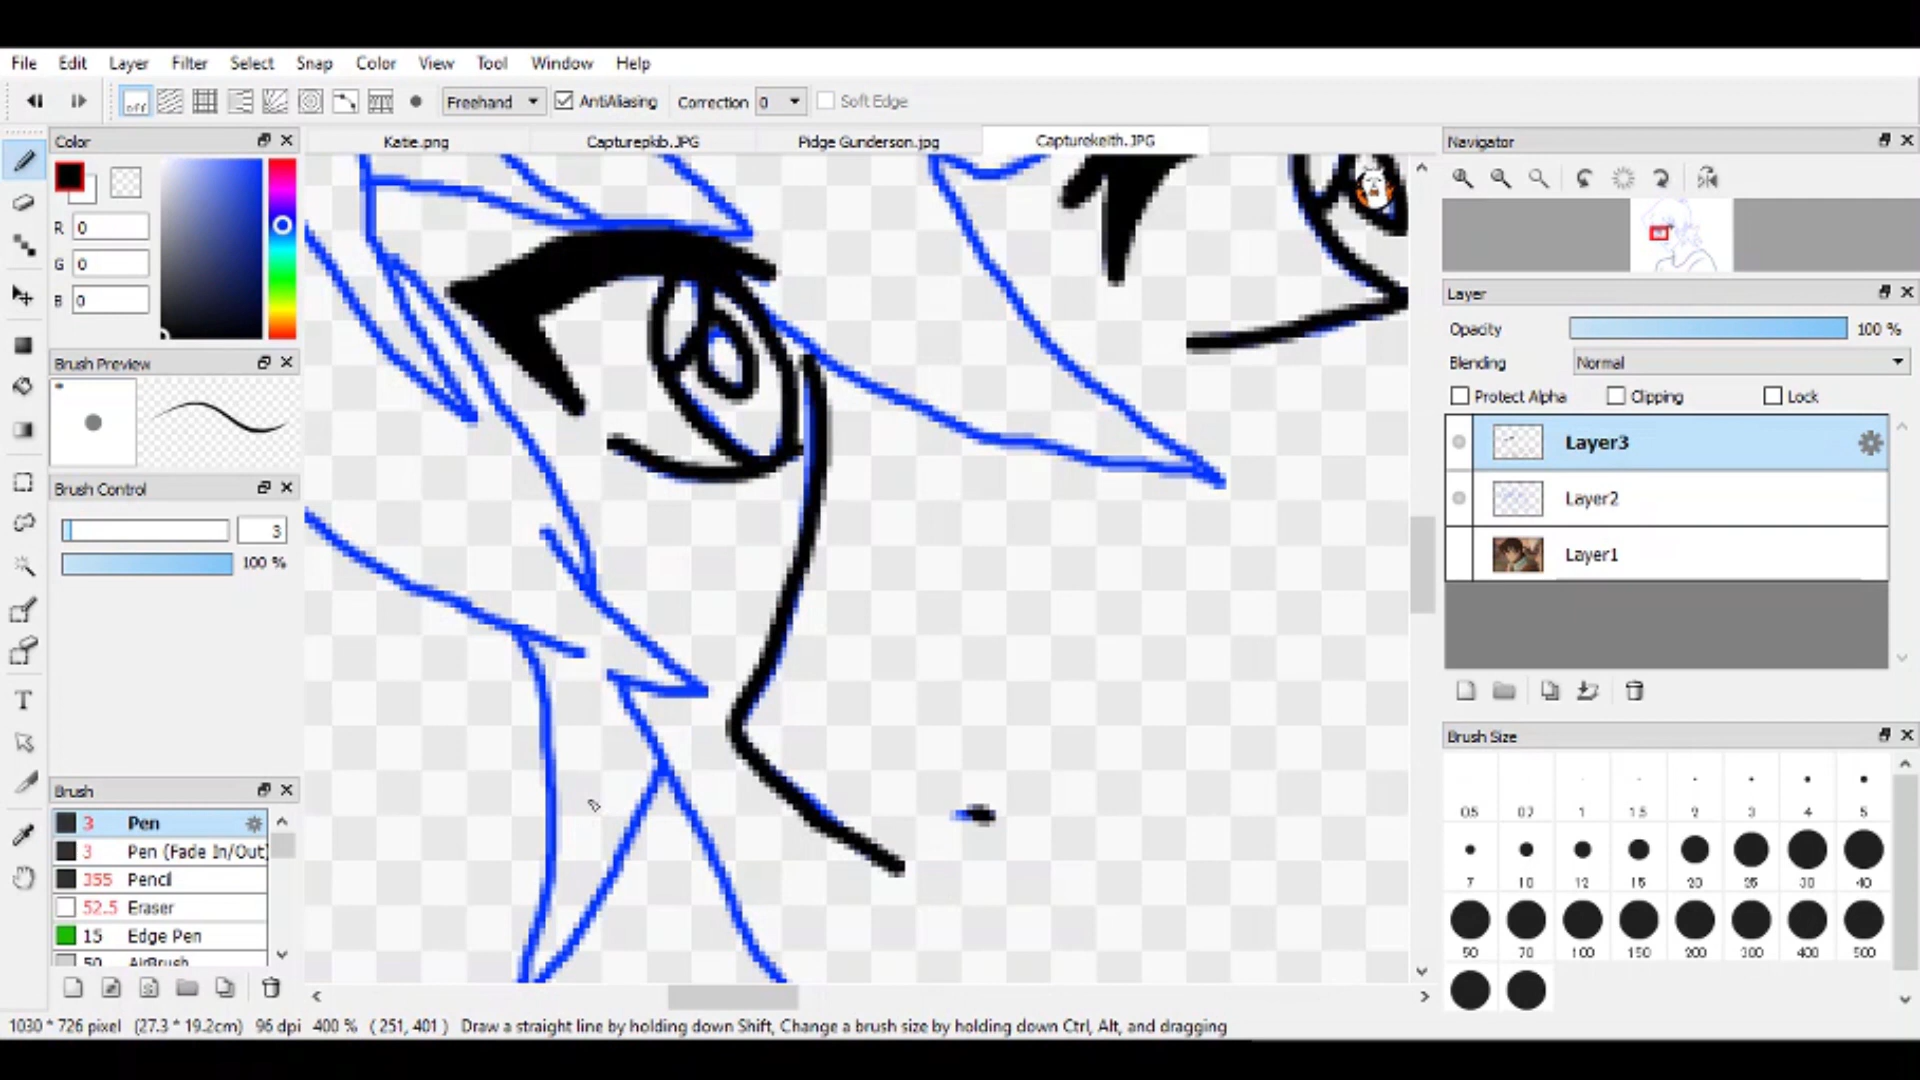 File Edit Layer Filter Select Snap Color View Tool Window Help
off Freehand AntiAliasing Correction 0 Soft Edge
Color
R 0
G 0
B 0
Brush Preview
Brush Control
3
100 %
Brush
3 Pen
3 Pen (Fade In/Out)
355 Pencil
52.5 Eraser
15 Edge Pen
50 AirBrush
Katie.png Capturepkib.JPG Pidge Gunderson.jpg Capturekeith.JPG
Navigator
Layer
Opacity 100 %
Blending Normal
Protect Alpha Clipping Lock
Layer3
Layer2
Layer1
Brush Size
0.5 0.7 1 1.5 2 3 4 5
7 10 12 15 20 25 30 40
50 70 100 150 200 300 400 500
1030 * 726 pixel (27.3 * 19.2cm) 96 dpi 400 % ( 251, 401 ) Draw a straight line by holding down Shift, Change a brush size by holding down Ctrl, Alt, and dragging